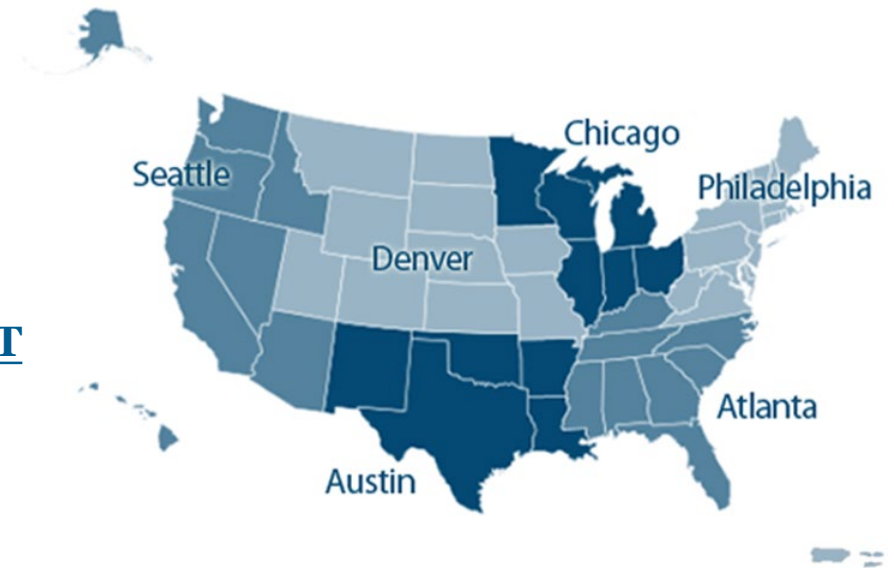 Chicago
Seattle
Philadelphia
Denver
T
Atlanta
Austin